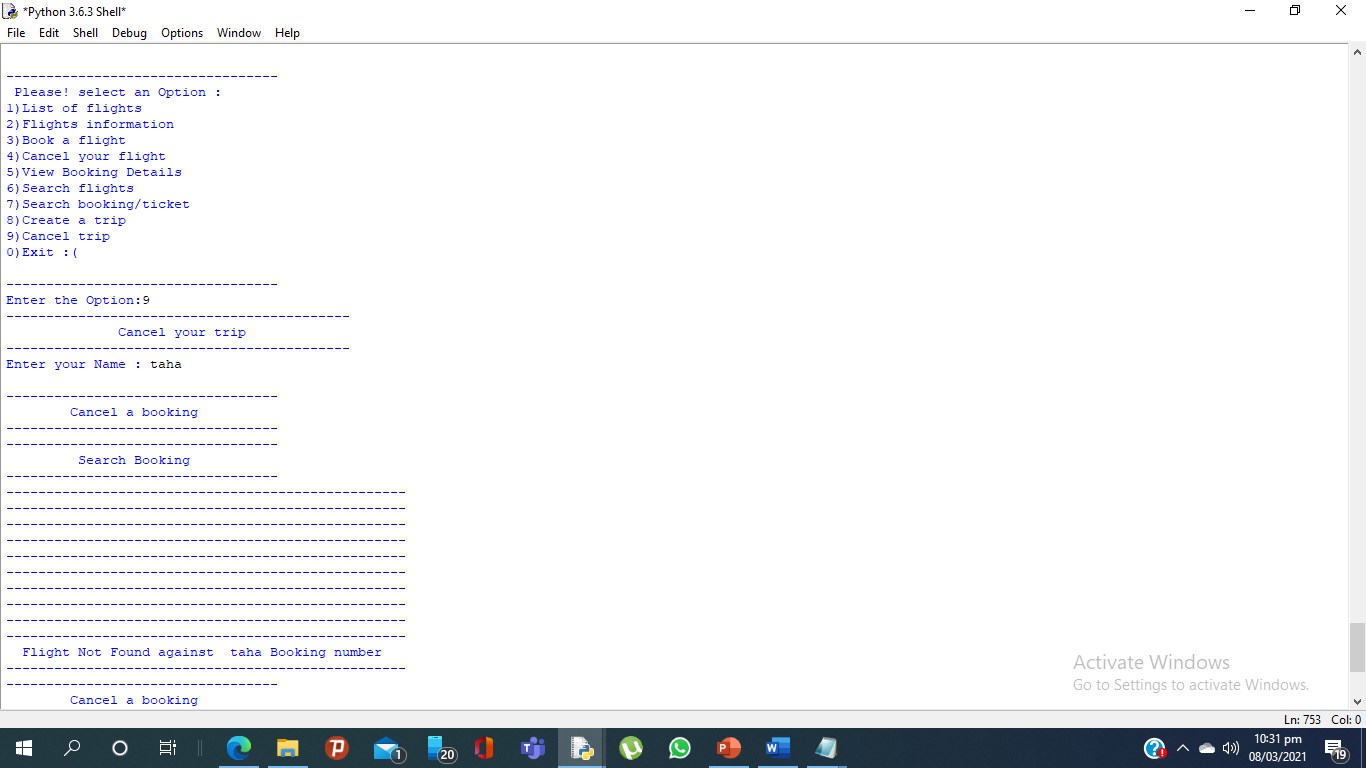 *Python 3.6.3 Shell*
File Edit Shell Debug Options Window Help
----------------------------------
Please! select an Option :
1)List of flights
2)Flights information
3)Book a flight
4)Cancel your flight
5)View Booking Details
6)Search flights
7)Search booking/ticket
8)Create a trip
9)Cancel trip
0)Exit :(
----------------------------------
Enter the Option:9
-------------------------------------------
Cancel your trip
-------------------------------------------
Enter your Name : taha
----------------------------------
Cancel a booking
----------------------------------
----------------------------------
Search Booking
----------------------------------
--------------------------------------------------
--------------------------------------------------
--------------------------------------------------
--------------------------------------------------
--------------------------------------------------
--------------------------------------------------
--------------------------------------------------
--------------------------------------------------
--------------------------------------------------
--------------------------------------------------
Flight Not Found against  taha Booking number
--------------------------------------------------
----------------------------------
Cancel a booking
Activate Windows
Go to Settings to activate Windows.
Ln: 753 Col: 0
1
20
10:31 pm
08/03/2021
19